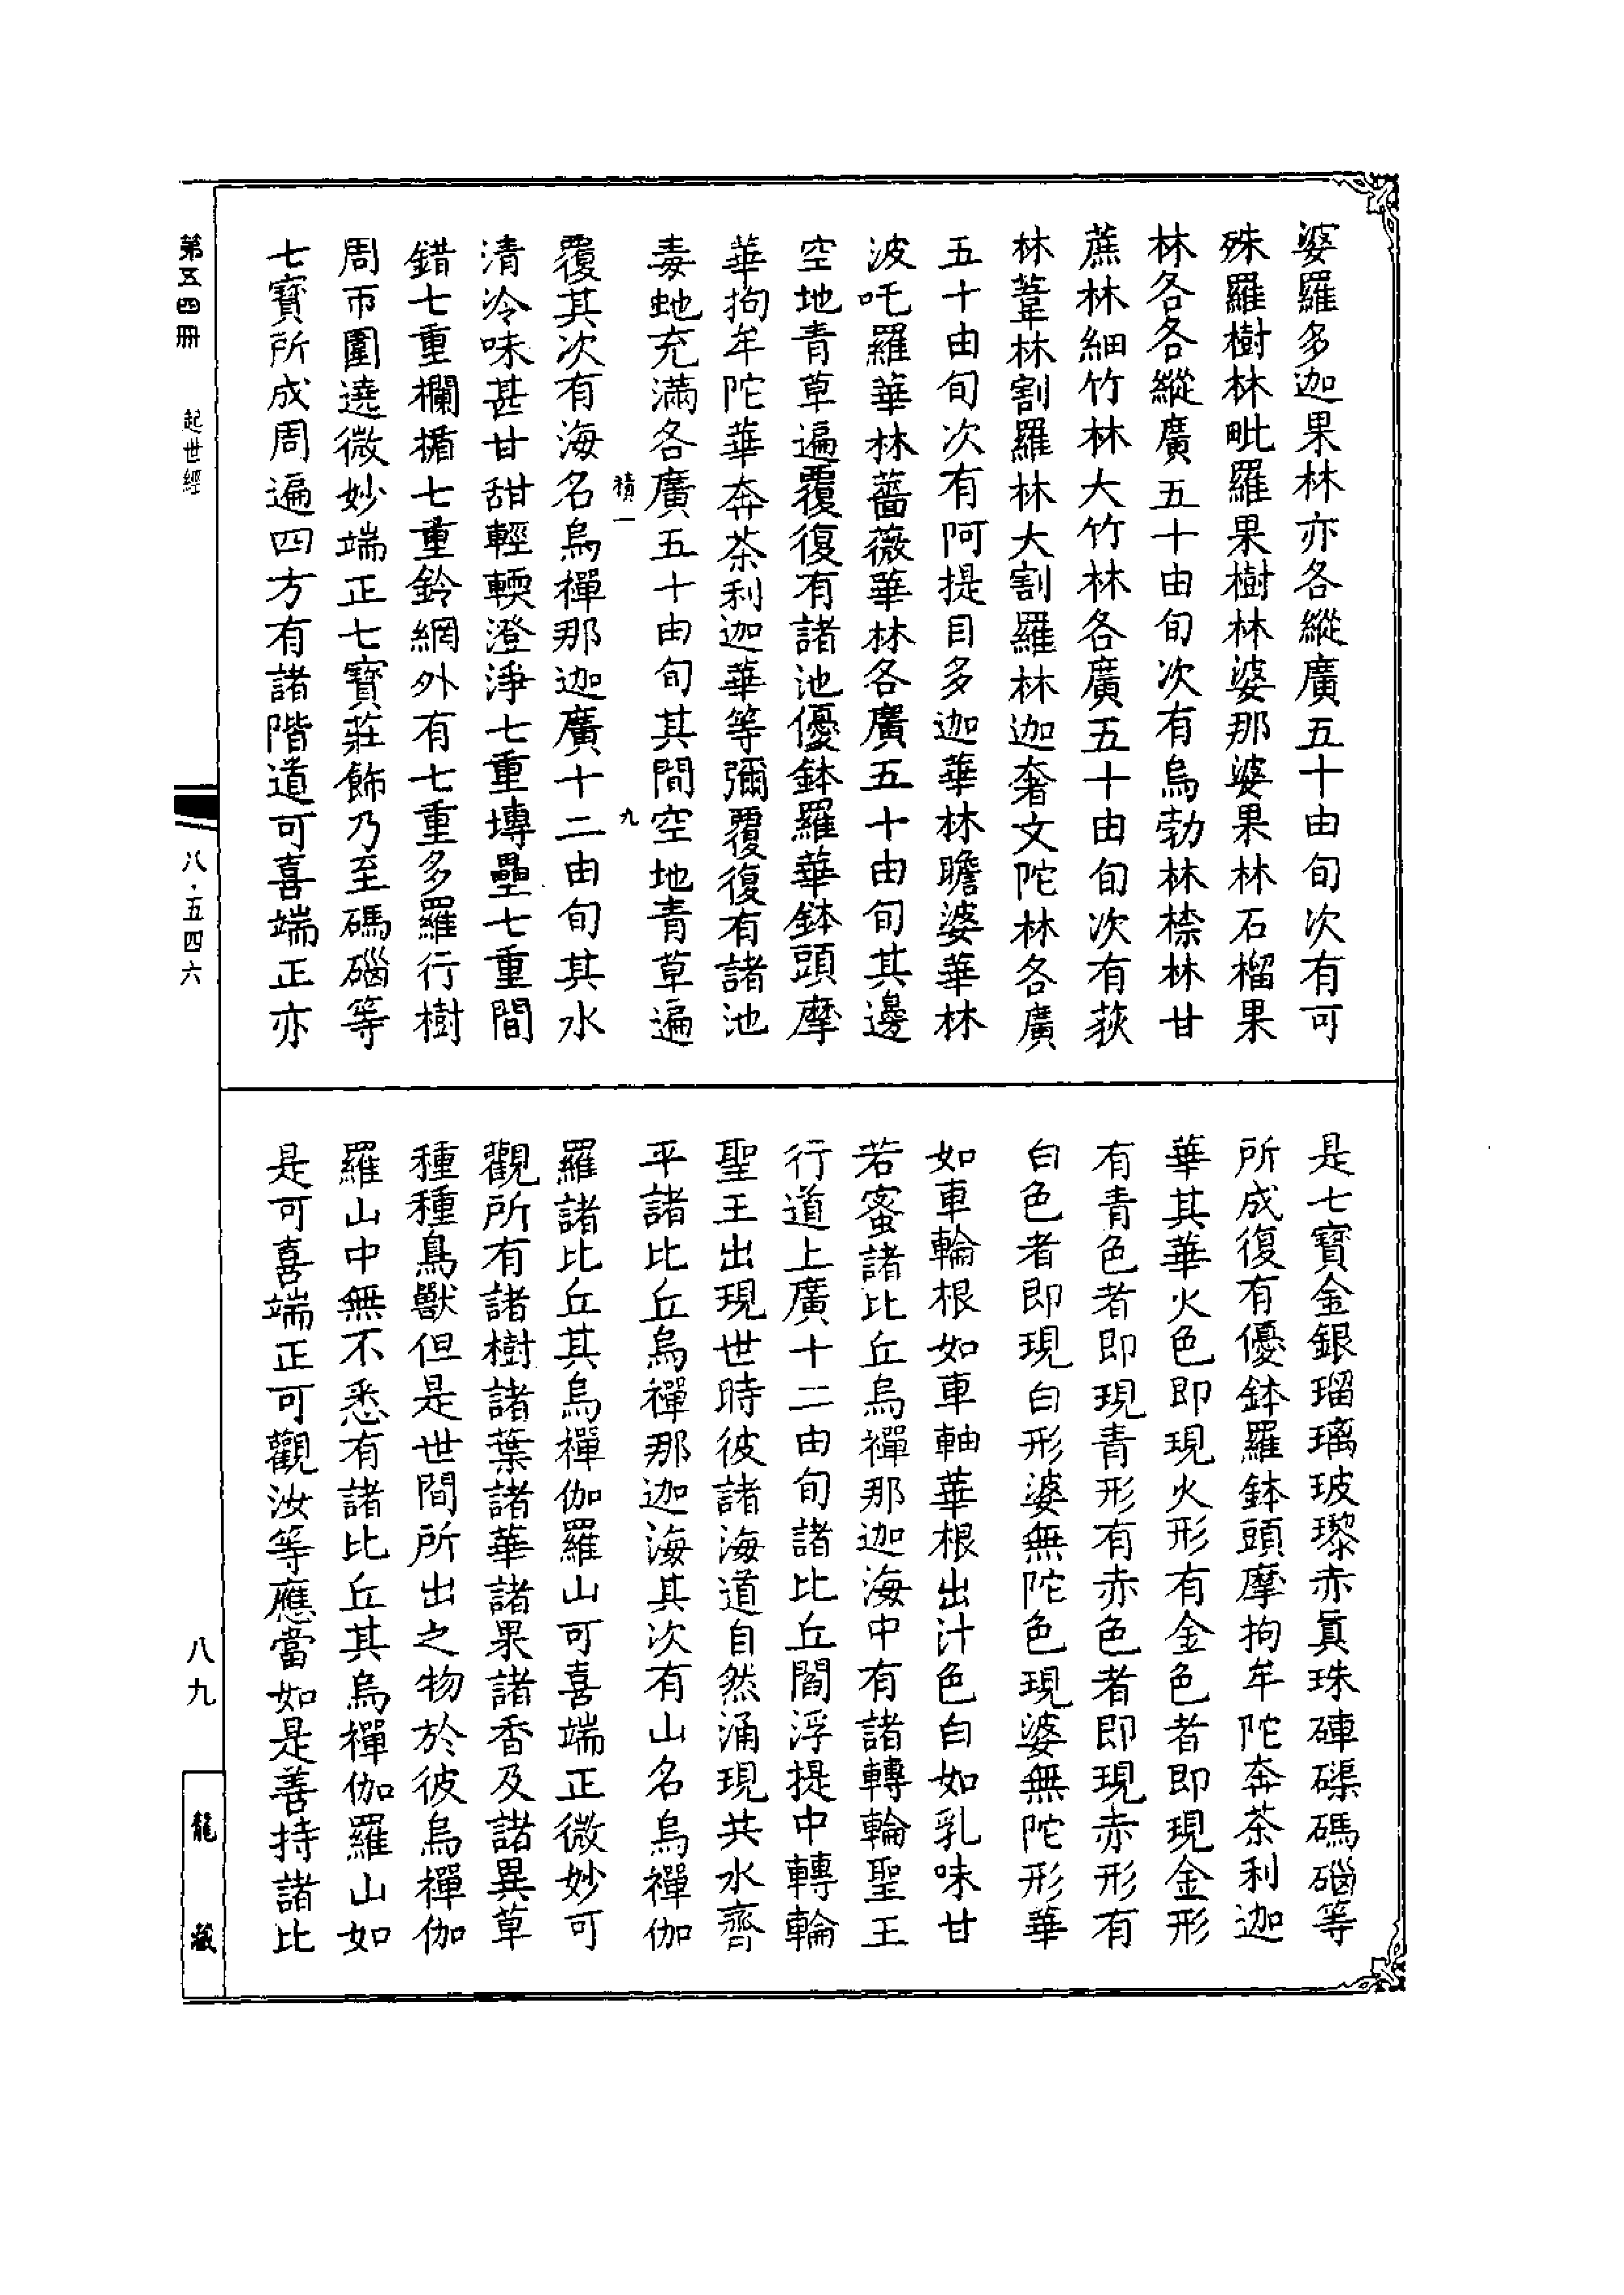 婆羅多迦果林亦各縱廣五十由旬次有可
殊羅樹林毗羅果樹林婆那婆果林石榴果
林各各縱廣五十由旬次有烏勃林㮈林甘
蔗林細竹林大竹林各廣五十由旬次有荻
林葦林割羅林大割羅林迦奢文陀林各廣
五十由旬次有阿提目多迦華林瞻婆華林
波吒羅華林薔薇華林各廣五十由旬其邊
空地青草遍覆復有諸池優鉢羅華鉢頭摩
華拘牟陀華奔茶利迦華等彌覆復有諸池
毒虵充滿各廣五十由旬其間空地青草遍
積一 九
覆其次有海名烏禪那迦廣十二由旬其水
清冷味甚甘甜輕輭澄淨七重塼壘七重間
錯七重欄楯七重鈴網外有七重多羅行樹
周帀圍遶微妙端正七寶莊飾乃至碼碯等
七寶所成周遍四方有諸階道可喜端正亦
是七寶金銀瑠璃玻瓈赤眞珠硨磲碼碯等
所成復有優鉢羅鉢頭摩拘牟陀奔茶利迦
華其華火色即現火形有金色者即現金形
有青色者即現青形有赤色者即現赤形有
白色者即現白形婆無陀色現婆無陀形華
如車輪根如車軸華根出汁色白如乳味甘
若蜜諸比丘烏禪那迦海中有諸轉輪聖王
行道上廣十二由旬諸比丘閻浮提中轉輪
聖王出現世時彼諸海道自然涌現共水齊
平諸比丘烏禪那迦海其次有山名烏禪伽
羅諸比丘其烏禪伽羅山可喜端正微妙可
觀所有諸樹諸葉諸華諸果諸香及諸異草
種種鳥獸但是世間所出之物於彼烏禪伽
羅山中無不悉有諸比丘其烏禪伽羅山如
是可喜端正可觀汝等應當如是善持諸比
第五四冊 起世經 八·五四六 八九 龍藏